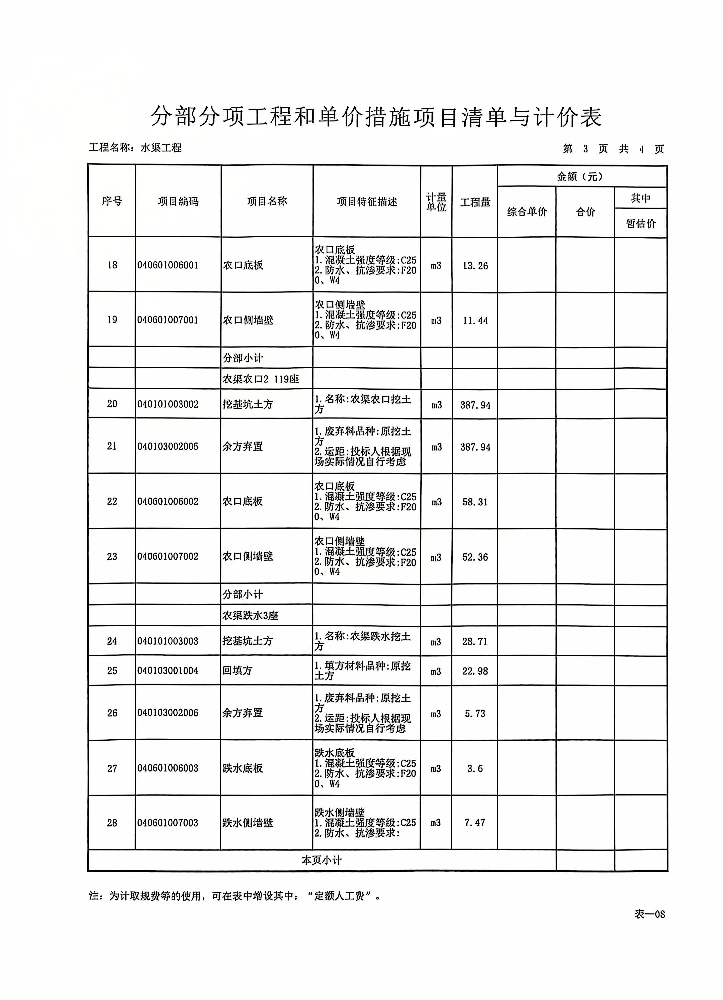 分部分项工程和单价措施项目清单与计价表
工程名称：水渠工程
第 3 页 共 4 页
序号 项目编码 项目名称 项目特征描述 计量单位 工程量 金额（元）
综合单价 合价 其中
暂估价
18 040601006001 农口底板 农口底板
1.混凝土强度等级:C25
2.防水、抗渗要求:F20
0、W4
m3 13.26
19 040601007001 农口侧墙壁 农口侧墙壁
1.混凝土强度等级:C25
2.防水、抗渗要求:F20
0、W4
m3 11.44
分部小计
农渠农口2 119座
20 040101003002 挖基坑土方 1.名称:农渠农口挖土
方
m3 387.94
21 040103002005 余方弃置 1.废弃料品种:原挖土
方
2.运距:投标人根据现
场实际情况自行考虑
m3 387.94
22 040601006002 农口底板 农口底板
1.混凝土强度等级:C25
2.防水、抗渗要求:F20
0、W4
m3 58.31
23 040601007002 农口侧墙壁 农口侧墙壁
1.混凝土强度等级:C25
2.防水、抗渗要求:F20
0、W4
m3 52.36
分部小计
农渠跌水3座
24 040101003003 挖基坑土方 1.名称:农渠跌水挖土
方
m3 28.71
25 040103001004 回填方 1.填方材料品种:原挖
土方
m3 22.98
26 040103002006 余方弃置 1.废弃料品种:原挖土
方
2.运距:投标人根据现
场实际情况自行考虑
m3 5.73
27 040601006003 跌水底板 跌水底板
1.混凝土强度等级:C25
2.防水、抗渗要求:F20
0、W4
m3 3.6
28 040601007003 跌水侧墙壁 跌水侧墙壁
1.混凝土强度等级:C25
2.防水、抗渗要求:
m3 7.47
本页小计
注：为计取规费等的使用，可在表中增设其中：“定额人工费”。
表—08